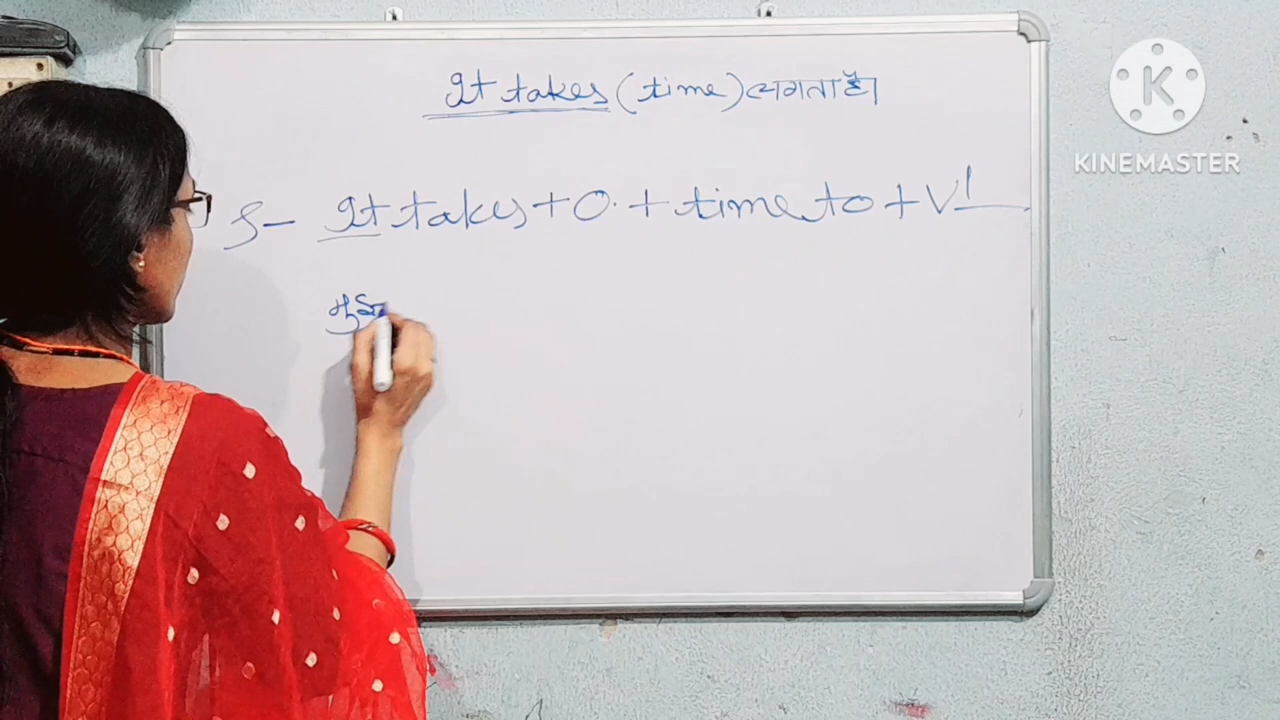 It takes (time) लगता है।
S- It takes + O. + time to + V1
मुझ
K
KINEMASTER